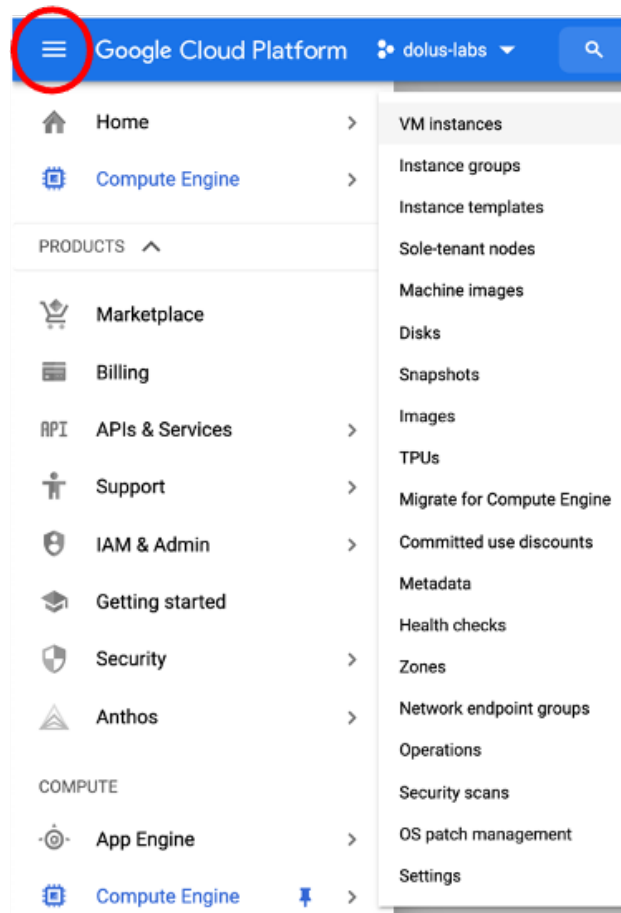 Google Cloud Platform dolus-labs
Home
Compute Engine
PRODUCTS
Marketplace
Billing
API APIs & Services
Support
IAM & Admin
Getting started
Security
Anthos
COMPUTE
App Engine
Compute Engine
VM instances
Instance groups
Instance templates
Sole-tenant nodes
Machine images
Disks
Snapshots
Images
TPUs
Migrate for Compute Engine
Committed use discounts
Metadata
Health checks
Zones
Network endpoint groups
Operations
Security scans
OS patch management
Settings